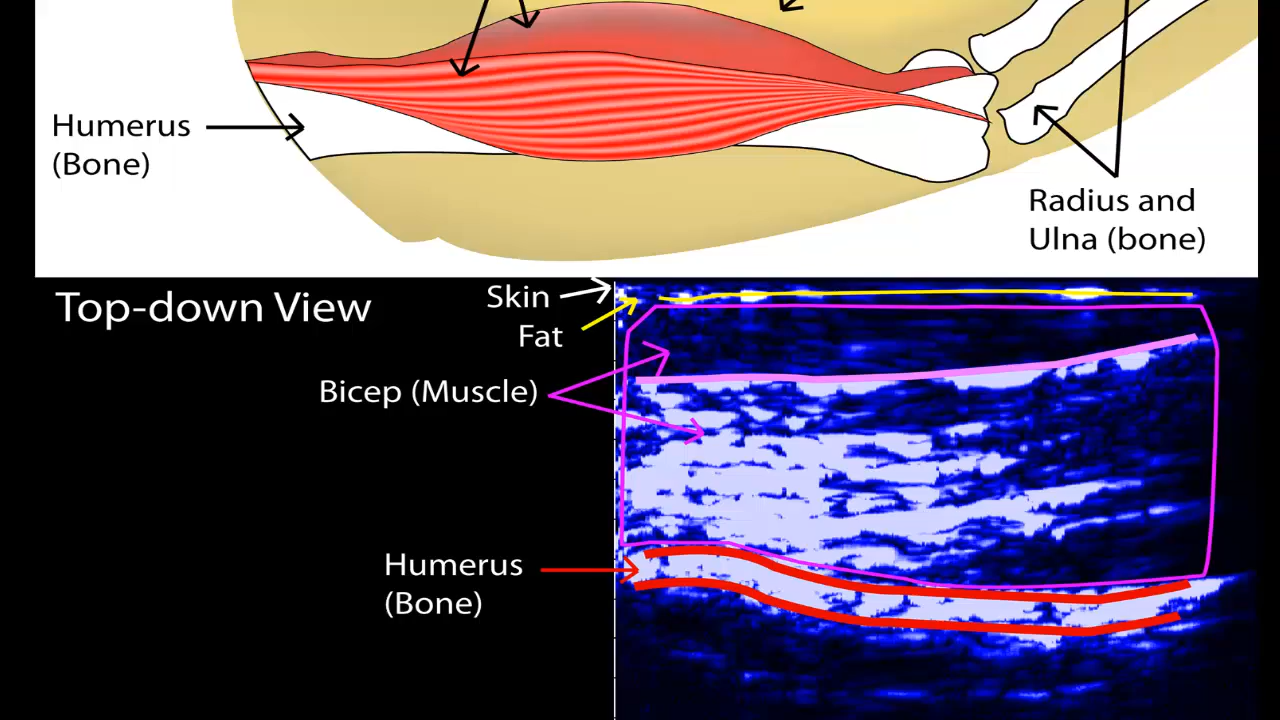 Humerus
(Bone)
Radius and
Ulna (bone)
Top-down View
Skin
Fat
Bicep (Muscle)
Humerus
(Bone)